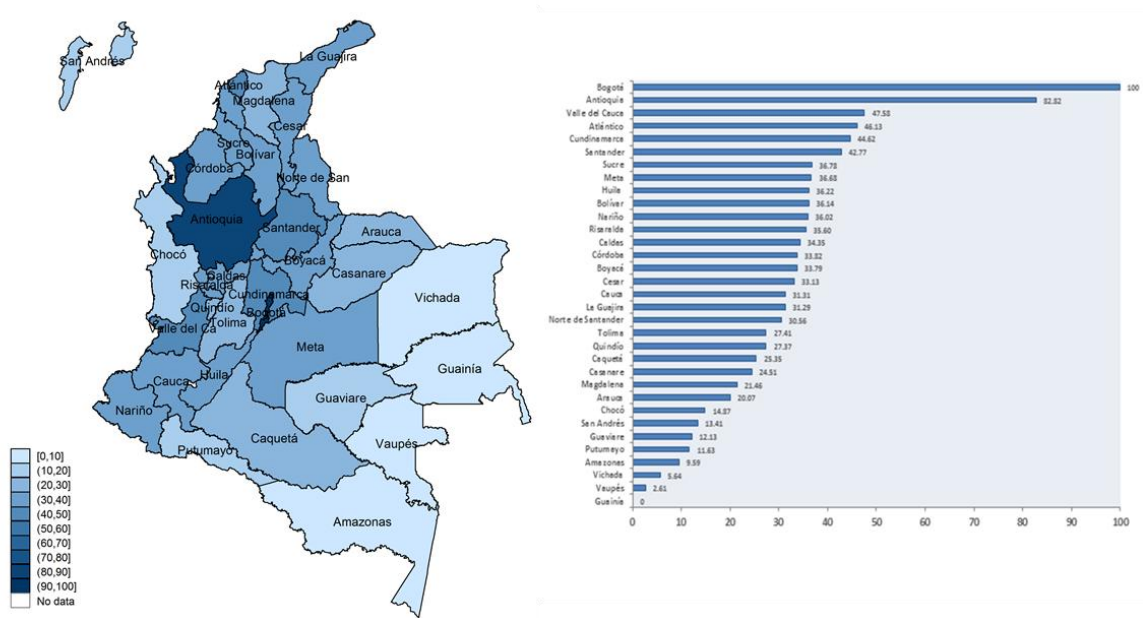 San Andrés
La Guajira
Atlántico
Magdalena
Cesar
Sucre
Bolívar
Córdoba
Norte de San
Antioquia
Santander
Arauca
Chocó
Boyacá
Casanare
Caldas
Risaralda
Cundinamarca
Vichada
Quindío
Bogotá
Tolima
Valle del Ca
Meta
Guainía
Huila
Cauca
Guaviare
Nariño
Caquetá
Vaupés
Putumayo
Amazonas
[0,10]
(10,20]
(20,30]
(30,40]
(40,50]
(50,60]
(60,70]
(70,80]
(80,90]
(90,100]
No data
Bogotá 100
Antioquia 82.82
Valle del Cauca 47.58
Atlántico 46.13
Cundinamarca 44.62
Santander 42.77
Sucre 36.78
Meta 36.68
Huila 36.22
Bolívar 36.14
Nariño 36.02
Risaralda 35.60
Caldas 34.35
Córdoba 33.82
Boyacá 33.79
Cesar 33.13
Cauca 31.31
La Guajira 31.29
Norte de Santander 30.56
Tolima 27.41
Quindío 27.37
Caquetá 25.35
Casanare 24.51
Magdalena 21.46
Arauca 20.07
Chocó 14.87
San Andrés 13.41
Guaviare 12.13
Putumayo 11.63
Amazonas 9.59
Vichada 5.64
Vaupés 2.61
Guainía 0
0 10 20 30 40 50 60 70 80 90 100